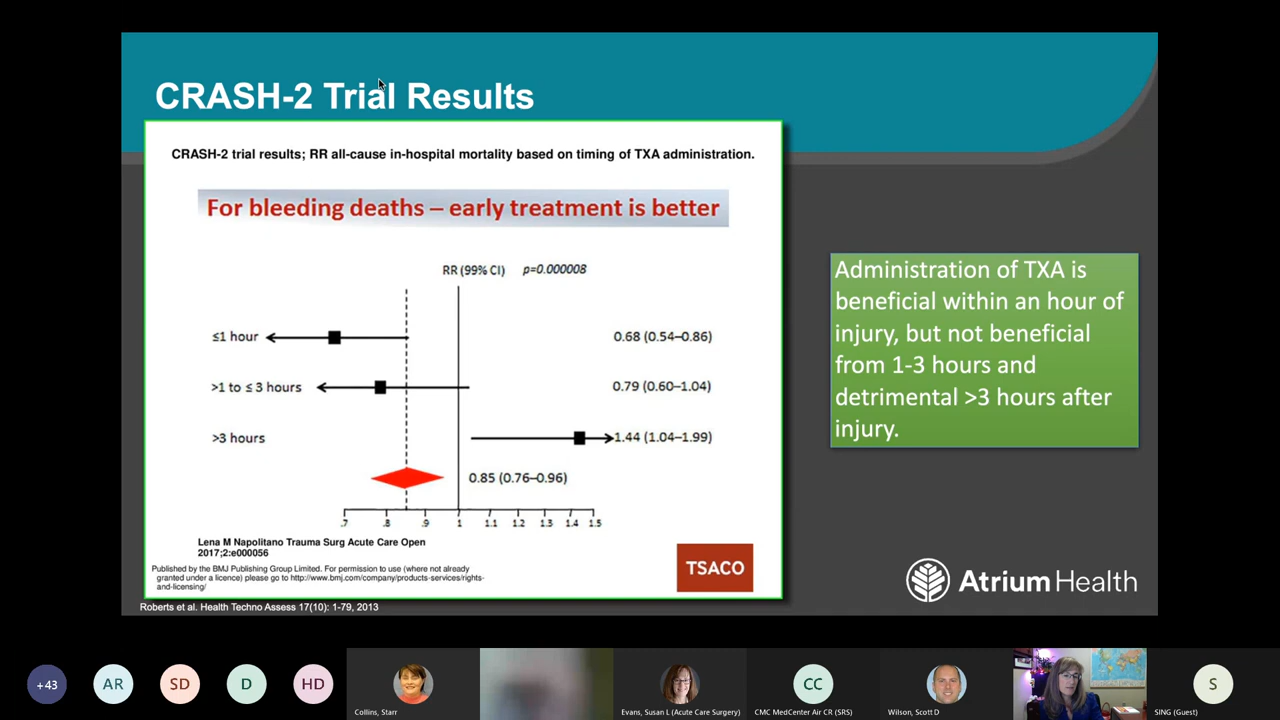 CRASH-2 Trial Results
CRASH-2 trial results; RR all-cause in-hospital mortality based on timing of TXA administration.
For bleeding deaths – early treatment is better
RR (99% CI) p=0.000008
≤1 hour 0.68 (0.54–0.86)
>1 to ≤ 3 hours 0.79 (0.60–1.04)
>3 hours 1.44 (1.04–1.99)
0.85 (0.76–0.96)
.7 .8 .9 1 1.1 1.2 1.3 1.4 1.5
Lena M Napolitano Trauma Surg Acute Care Open
2017;2:e000056
Published by the BMJ Publishing Group Limited. For permission to use (where not already
granted under a licence) please go to http://www.bmj.com/company/products-services/rights-
and-licensing/
TSACO
Roberts et al. Health Techno Assess 17(10): 1-79, 2013
Administration of TXA is
beneficial within an hour of
injury, but not beneficial
from 1-3 hours and
detrimental >3 hours after
injury.
Atrium Health
+43 AR SD D HD CC S
Collins, Starr Evans, Susan L (Acute Care Surgery) CMC MedCenter Air CR (SRS) Wilson, Scott D SING (Guest)